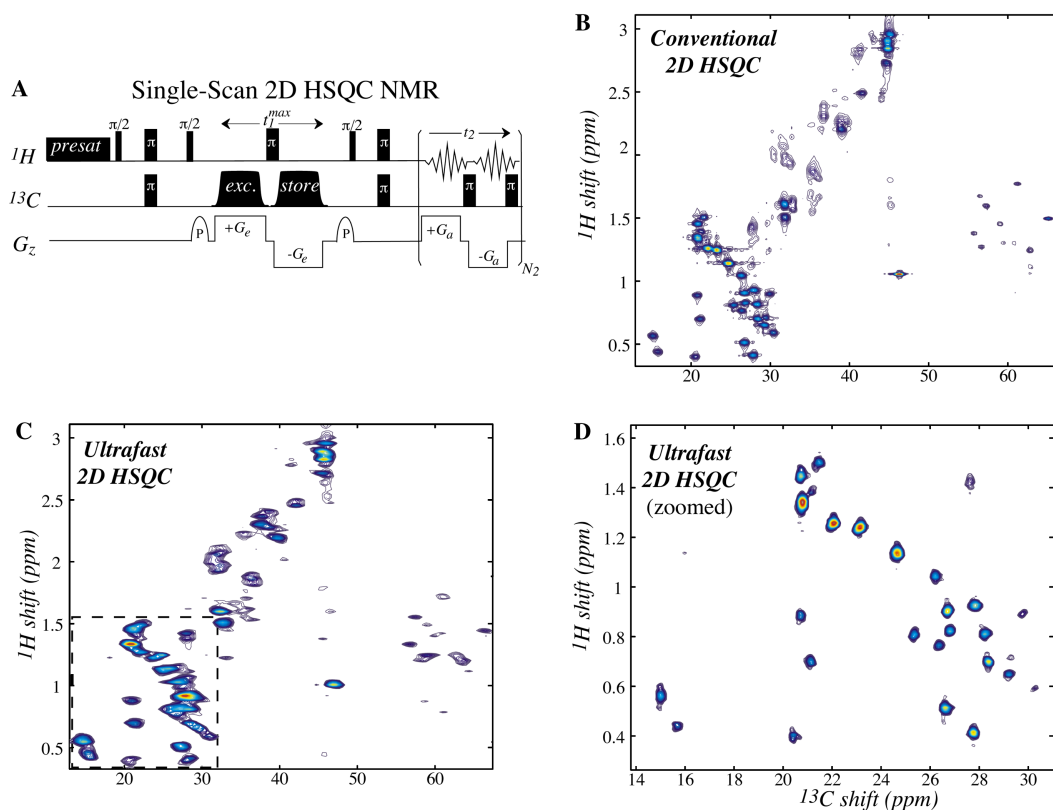 A
Single-Scan 2D HSQC NMR
π/2 π/2 t1max π/2 t2
1H presat π π π
13C π exc. store π π π
Gz P +Ge -Ge P +Ga -Ga N2
B
Conventional
2D HSQC
1H shift (ppm)
3
2.5
2
1.5
1
0.5
20 30 40 50 60
C
Ultrafast
2D HSQC
1H shift (ppm)
3
2.5
2
1.5
1
0.5
20 30 40 50 60
D
Ultrafast
2D HSQC
(zoomed)
1H shift (ppm)
1.6
1.4
1.2
1
0.8
0.6
0.4
14 16 18 20 22 24 26 28 30
13C shift (ppm)